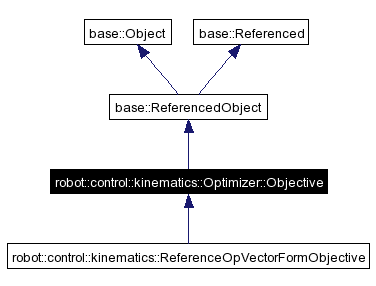 base::Object
base::Referenced
base::ReferencedObject
robot::control::kinematics::Optimizer::Objective
robot::control::kinematics::ReferenceOpVectorFormObjective